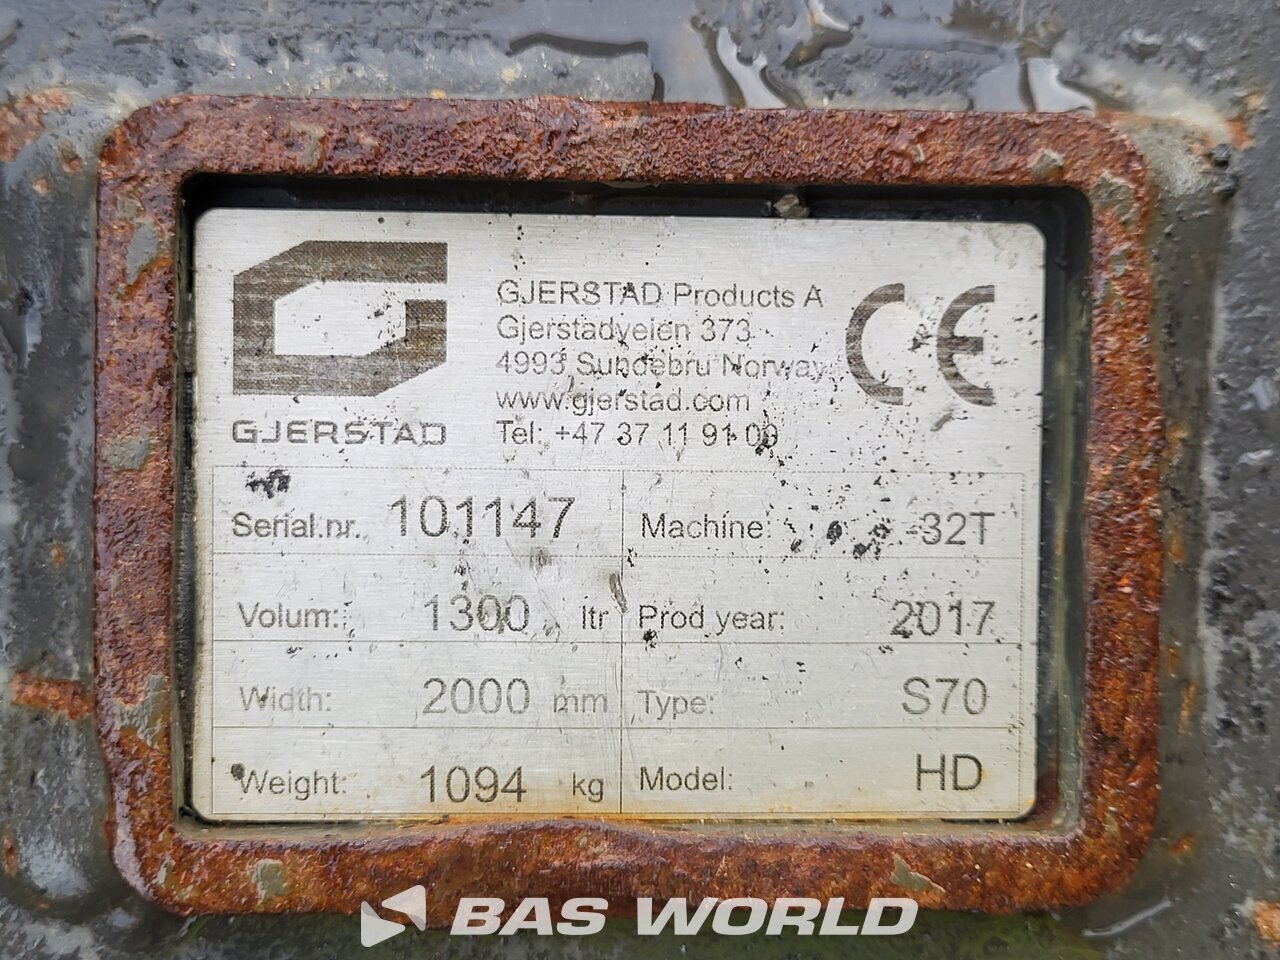 GJERSTAD
GJERSTAD Products A
Gjerstadveien 373
4993 Sundebru Norway
www.gjerstad.com
Tel: +47 37 11 91 00
CE
Serial.nr. 101147
Machine: -32T
Volum: 1300 ltr
Prod year: 2017
Width: 2000 mm
Type: S70
Weight: 1094 kg
Model: HD
BAS WORLD